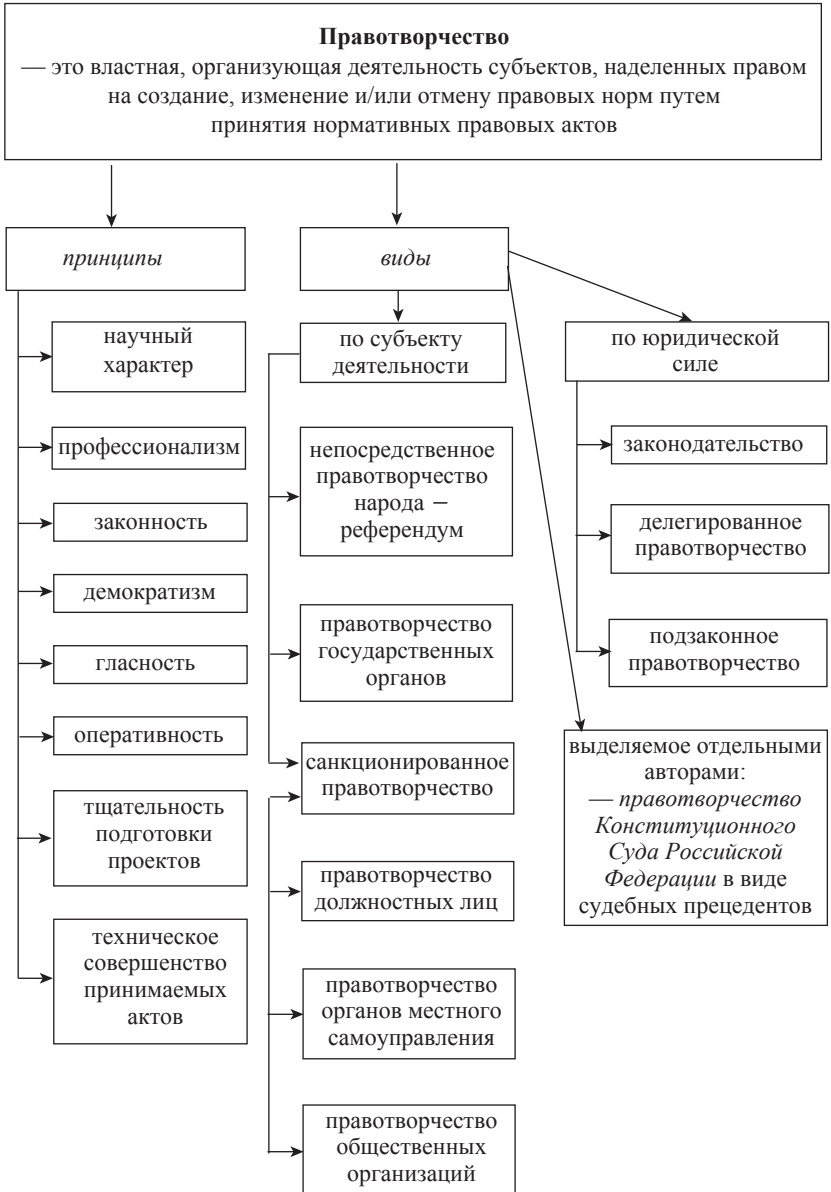 Правотворчество
— это властная, организующая деятельность субъектов, наделенных правом
на создание, изменение и/или отмену правовых норм путем
принятия нормативных правовых актов
принципы
научный
характер
профессионализм
законность
демократизм
гласность
оперативность
тщательность
подготовки
проектов
техническое
совершенство
принимаемых
актов
виды
по субъекту
деятельности
непосредственное
правотворчество
народа –
референдум
правотворчество
государственных
органов
санкционированное
правотворчество
правотворчество
должностных лиц
правотворчество
органов местного
самоуправления
правотворчество
общественных
организаций
по юридической
силе
законодательство
делегированное
правотворчество
подзаконное
правотворчество
выделяемое отдельными
авторами:
— правотворчество
Конституционного
Суда Российской
Федерации в виде
судебных прецедентов